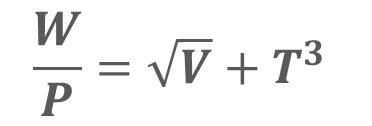 W/P = √V + T³